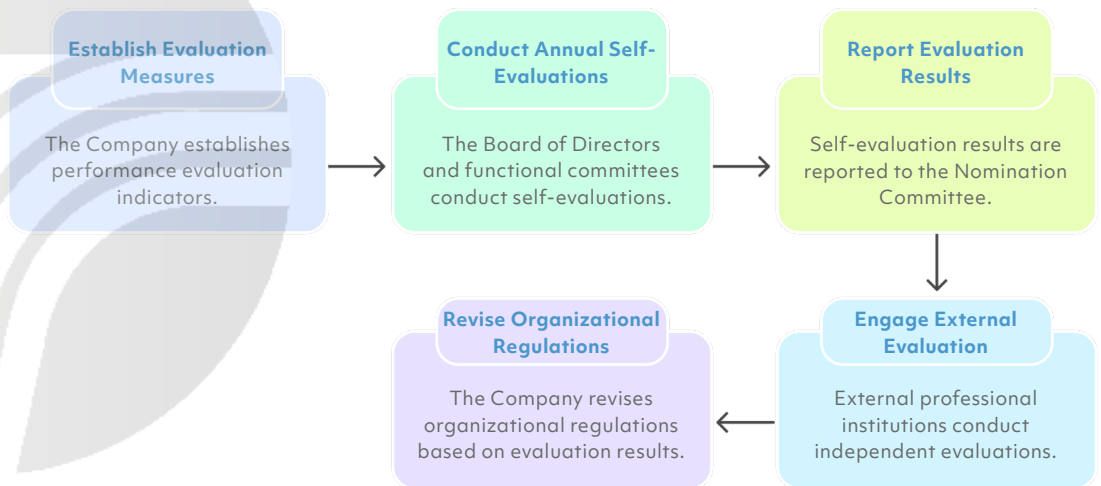 Establish Evaluation
Measures
The Company establishes
performance evaluation
indicators.
Conduct Annual Self-
Evaluations
The Board of Directors
and functional committees
conduct self-evaluations.
Report Evaluation
Results
Self-evaluation results are
reported to the Nomination
Committee.
Engage External
Evaluation
External professional
institutions conduct
independent evaluations.
Revise Organizational
Regulations
The Company revises
organizational regulations
based on evaluation results.